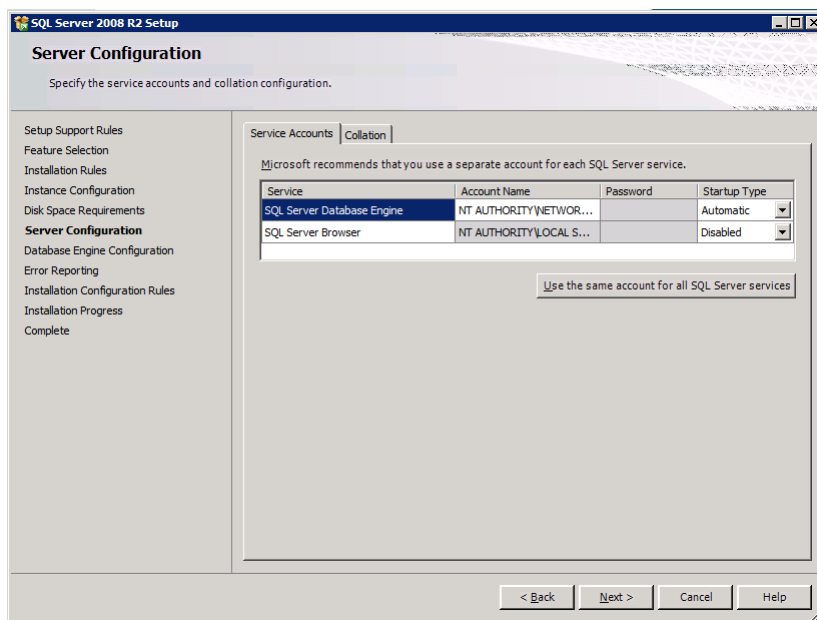 SQL Server 2008 R2 Setup
Server Configuration
Specify the service accounts and collation configuration.
Setup Support Rules
Feature Selection
Installation Rules
Instance Configuration
Disk Space Requirements
Server Configuration
Database Engine Configuration
Error Reporting
Installation Configuration Rules
Installation Progress
Complete
Service Accounts Collation
Microsoft recommends that you use a separate account for each SQL Server service.
Service Account Name Password Startup Type
SQL Server Database Engine NT AUTHORITY\NETWOR... Automatic
SQL Server Browser NT AUTHORITY\LOCAL S... Disabled
Use the same account for all SQL Server services
< Back Next > Cancel Help